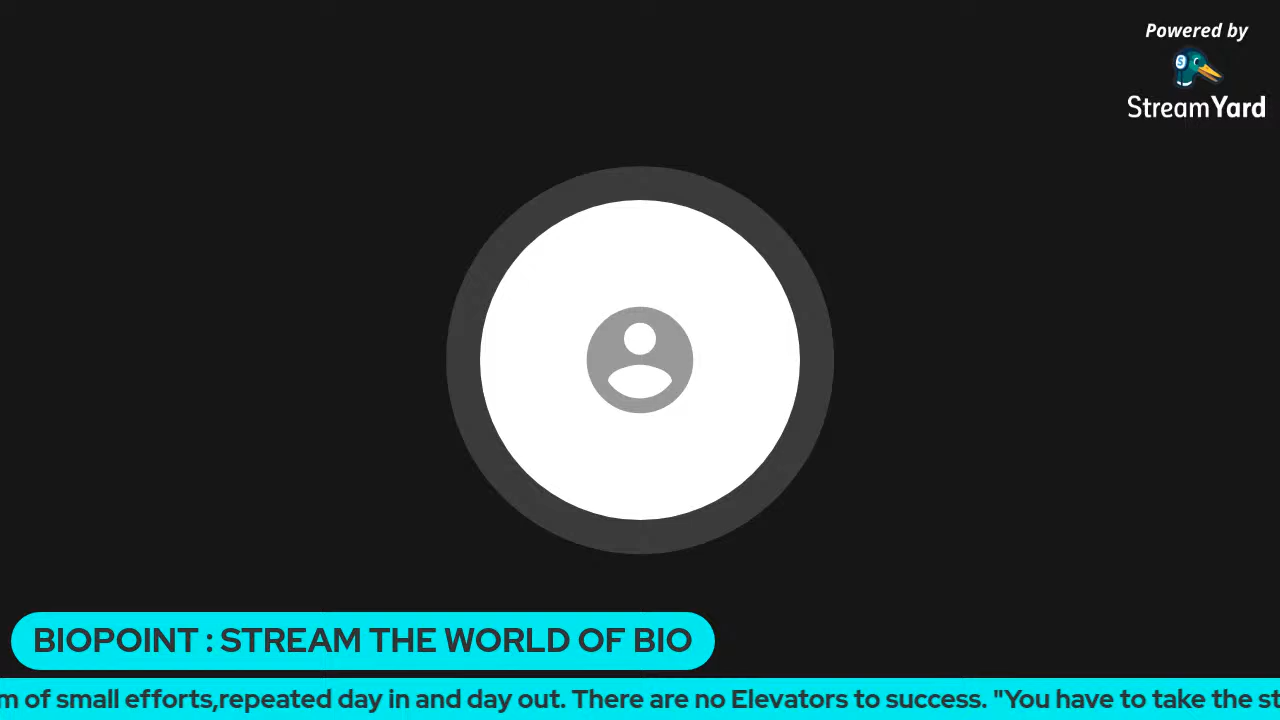 Powered by
StreamYard
BIOPOINT : STREAM THE WORLD OF BIO
of small efforts,repeated day in and day out. There are no Elevators to success. "You have to take the